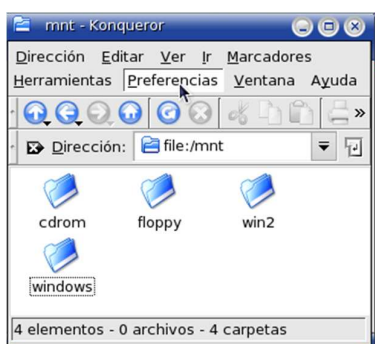 mnt - Konqueror
Dirección Editar Ver Ir Marcadores
Herramientas Preferencias Ventana Ayuda
Dirección: file:/mnt
cdrom floppy win2
windows
4 elementos - 0 archivos - 4 carpetas